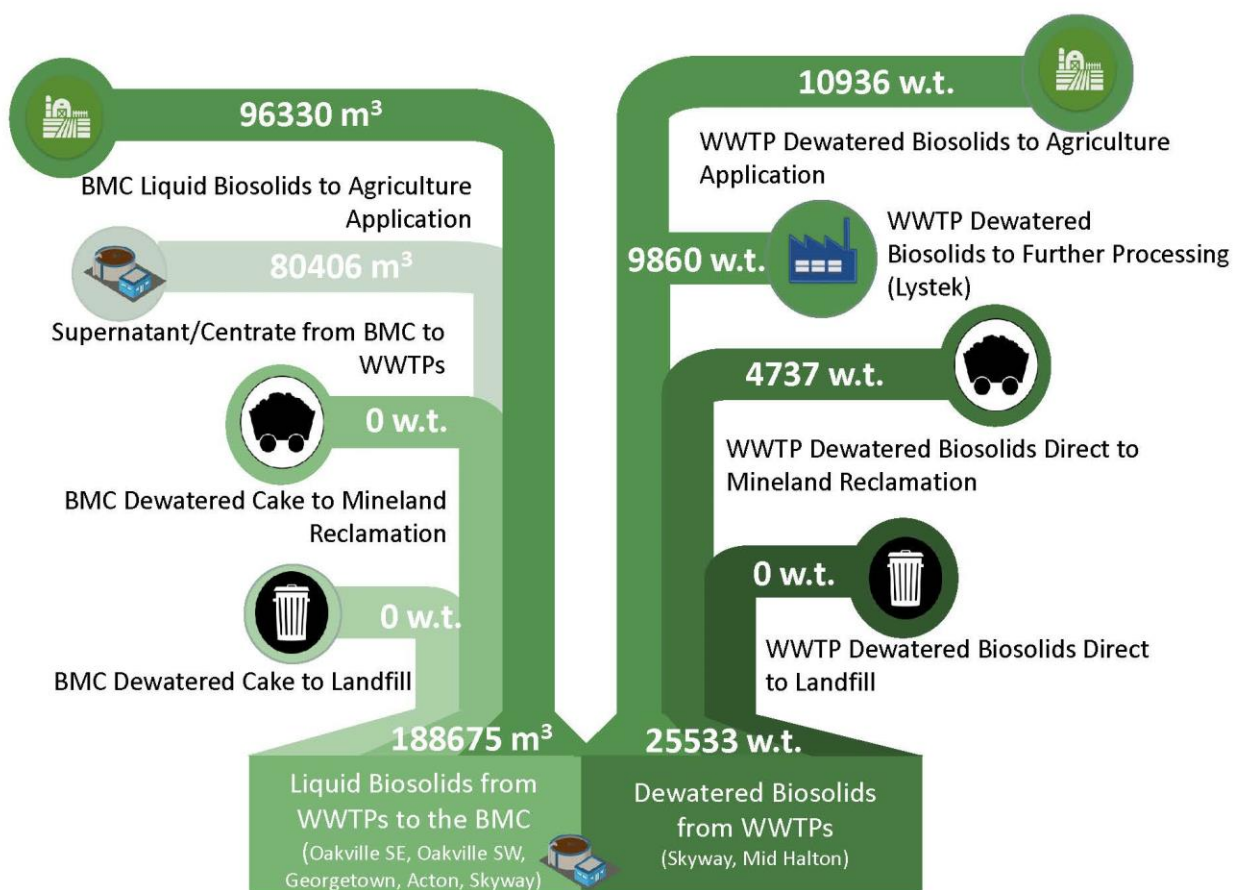 96330 m³
BMC Liquid Biosolids to Agriculture
Application
80406 m³
Supernatant/Centrate from BMC to
WWTPs
0 w.t.
BMC Dewatered Cake to Mineland
Reclamation
0 w.t.
BMC Dewatered Cake to Landfill
188675 m³
Liquid Biosolids from
WWTPs to the BMC
(Oakville SE, Oakville SW,
Georgetown, Acton, Skyway)
10936 w.t.
WWTP Dewatered Biosolids to Agriculture
Application
9860 w.t.
WWTP Dewatered
Biosolids to Further Processing
(Lystek)
4737 w.t.
WWTP Dewatered Biosolids Direct to
Mineland Reclamation
0 w.t.
WWTP Dewatered Biosolids Direct
to Landfill
25533 w.t.
Dewatered Biosolids
from WWTPs
(Skyway, Mid Halton)